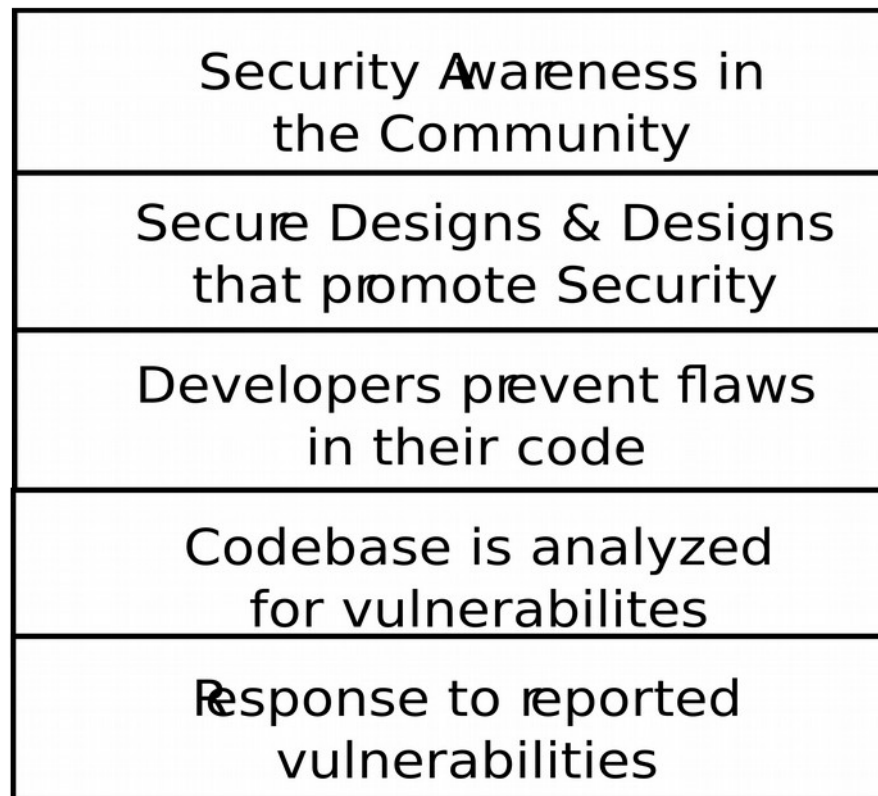 Security Awareness in
the Community
Secure Designs & Designs
that promote Security
Developers prevent flaws
in their code
Codebase is analyzed
for vulnerabilites
Response to reported
vulnerabilities